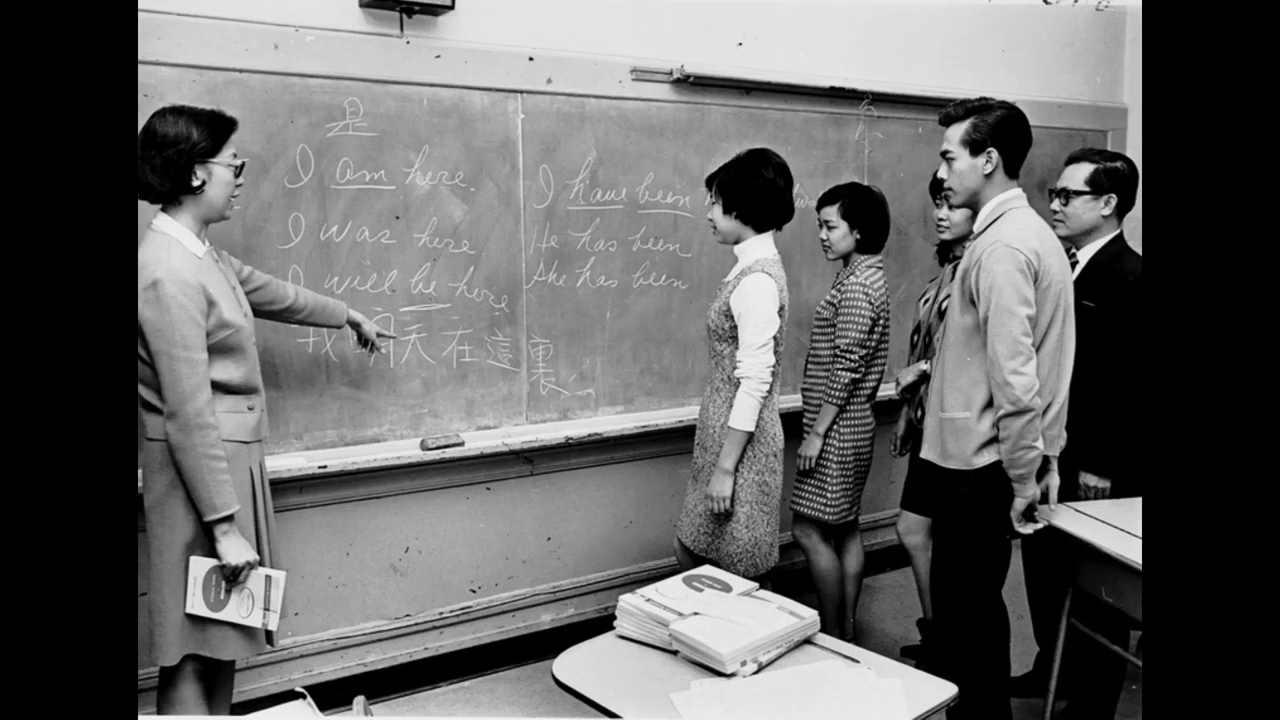 是
I am here.
I was here
I will be here
我 天在這裏
I have been
He has been
She has been